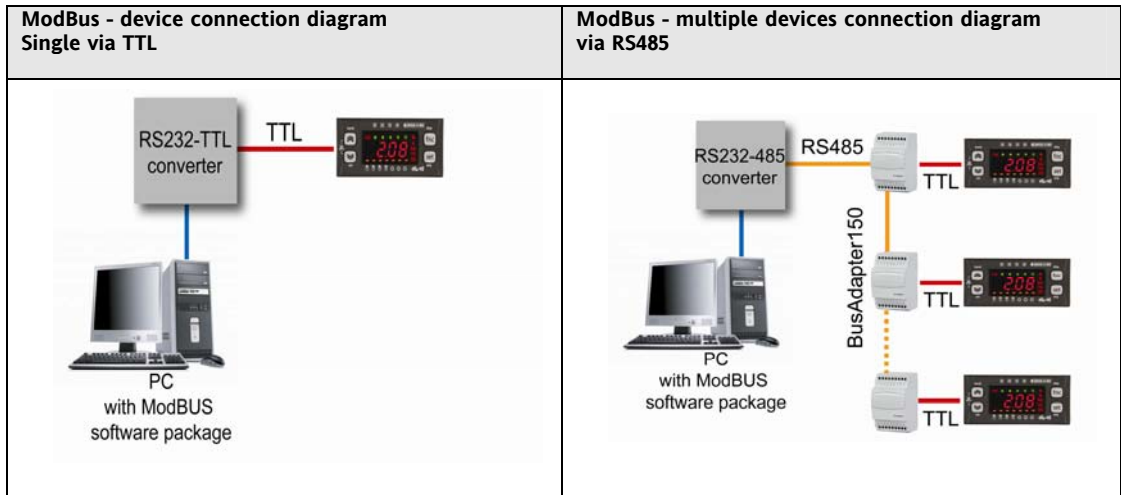 ModBus - device connection diagram
Single via TTL
ModBus - multiple devices connection diagram
via RS485
RS232-TTL
converter
TTL
PC
with ModBUS
software package
RS232-485
converter
RS485
TTL
BusAdapter150
TTL
TTL
PC
with ModBUS
software package